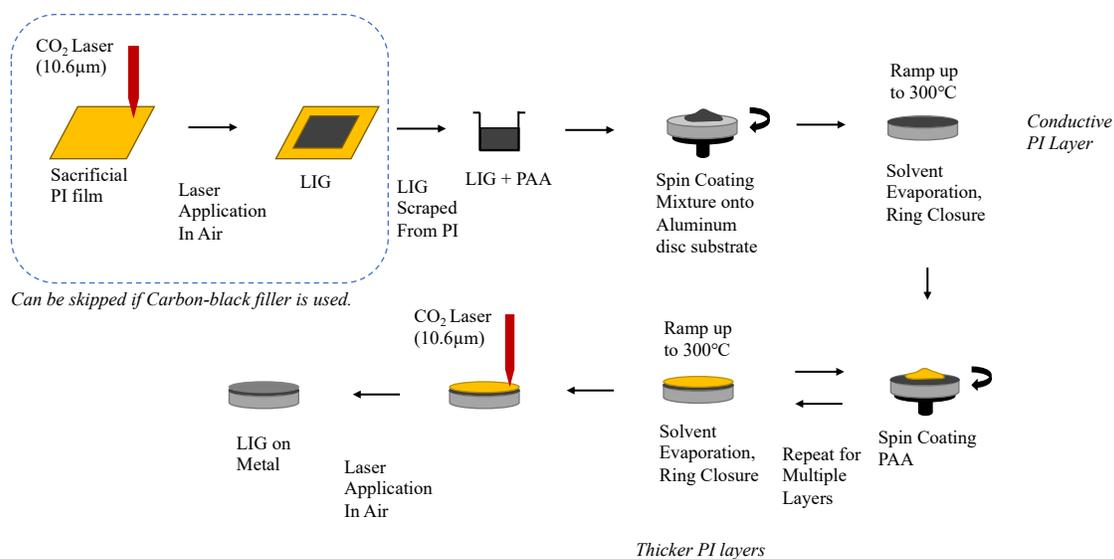 CO2 Laser
(10.6µm)
Sacrificial
PI film
Laser
Application
In Air
LIG
LIG
Scraped
From PI
LIG + PAA
Spin Coating
Mixture onto
Aluminum
disc substrate
Ramp up
to 300℃
Solvent
Evaporation,
Ring Closure
Conductive
PI Layer
Can be skipped if Carbon-black filler is used.
Spin Coating
PAA
Repeat for
Multiple
Layers
Ramp up
to 300℃
Solvent
Evaporation,
Ring Closure
Thicker PI layers
CO2 Laser
(10.6µm)
Laser
Application
In Air
LIG on
Metal